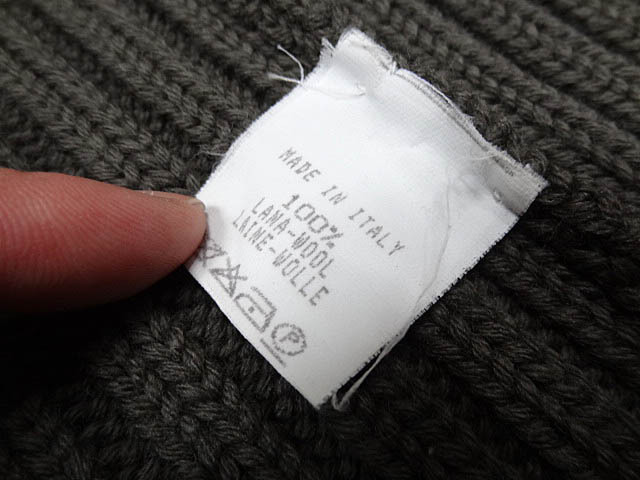 MADE IN ITALY
100%
LANA-WOOL
LAINE-WOLLE
P